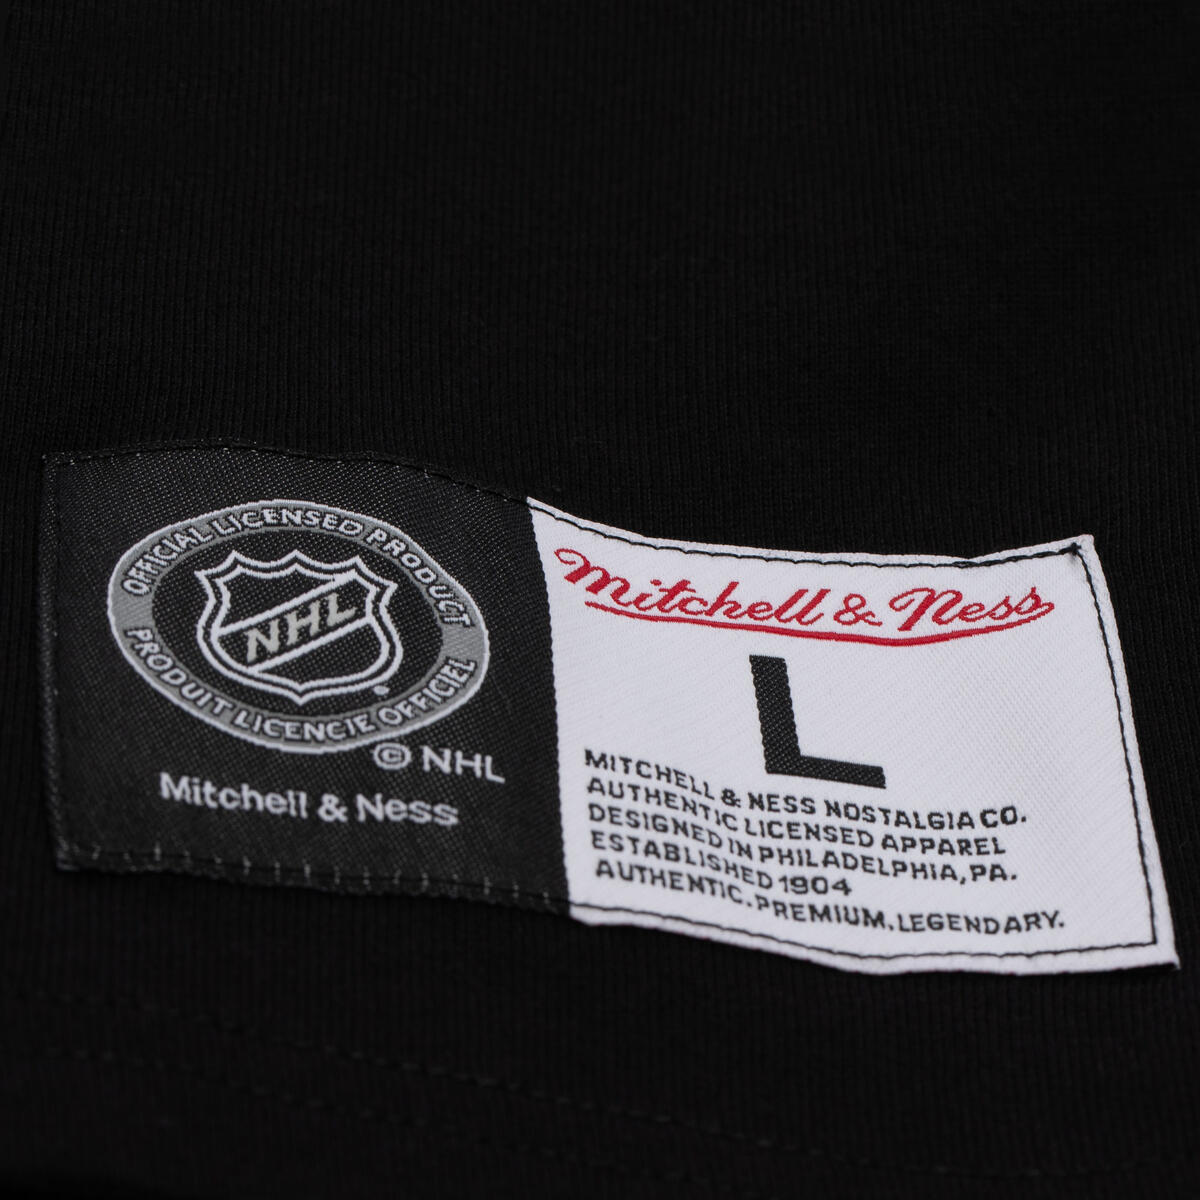 OFFICIAL LICENSED PRODUCT
NHL
PRODUIT LICENCIE OFFICIEL
© NHL
Mitchell & Ness
Mitchell & Ness
L
MITCHELL & NESS NOSTALGIA CO.
AUTHENTIC LICENSED APPAREL
DESIGNED IN PHILADELPHIA, PA.
ESTABLISHED 1904
AUTHENTIC. PREMIUM. LEGENDARY.